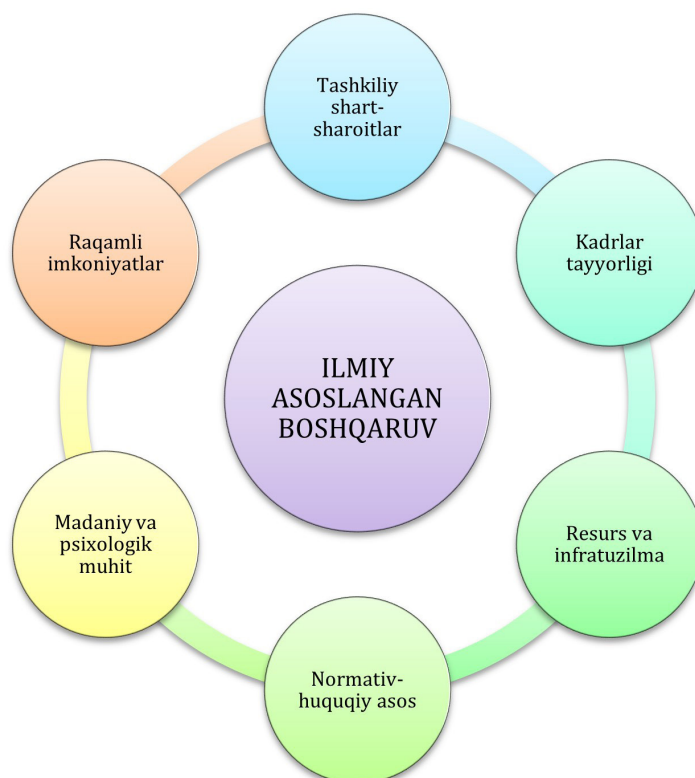 Tashkiliy
shart-
sharoitlar
Raqamli
imkoniyatlar
Kadrlar
tayyorligi
ILMIY
ASOSLANGAN
BOSHQARUV
Madaniy va
psixologik
muhit
Resurs va
infratuzilma
Normativ-
huquqiy asos